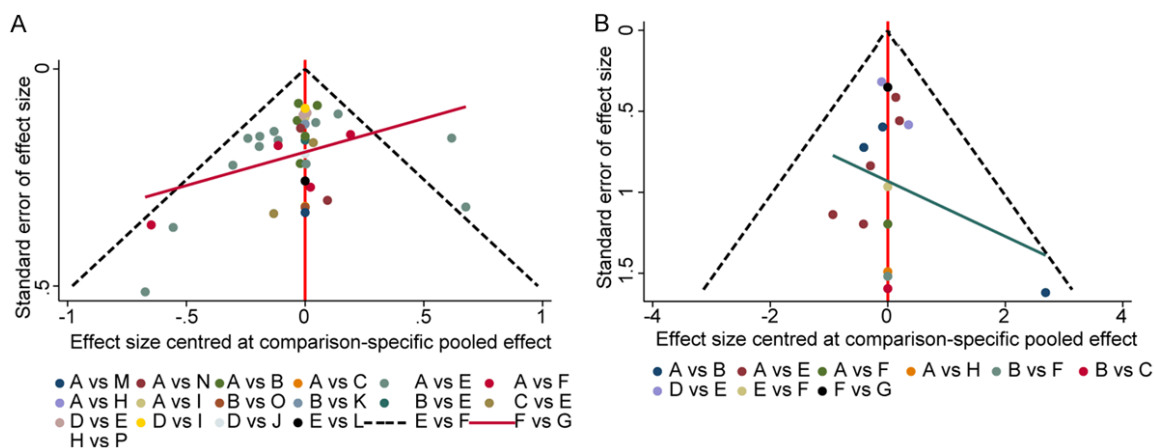 A
Standard error of effect size
0
.5
-1
-.5
0
.5
1
Effect size centred at comparison-specific pooled effect
A vs M A vs N A vs B A vs C A vs E A vs F
A vs H A vs I B vs O B vs K B vs E C vs E
D vs E D vs I D vs J E vs L E vs F F vs G
H vs P
B
Standard error of effect size
0
.5
1
1.5
-4
-2
0
2
4
Effect size centred at comparison-specific pooled effect
A vs B A vs E A vs F A vs H B vs F B vs C
D vs E E vs F F vs G